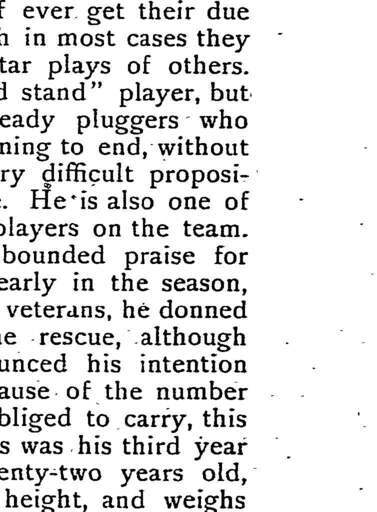 f ever get their due
h in most cases they
tar plays of others.
d stand" player, but
eady pluggers who
ning to end, without
ry difficult proposi-
. He is also one of
players on the team.
bounded praise for
early in the season,
veterans, he donned
e rescue, although
unced his intention
ause of the number
bliged to carry, this
s was his third year
enty-two years old,
height, and weighs